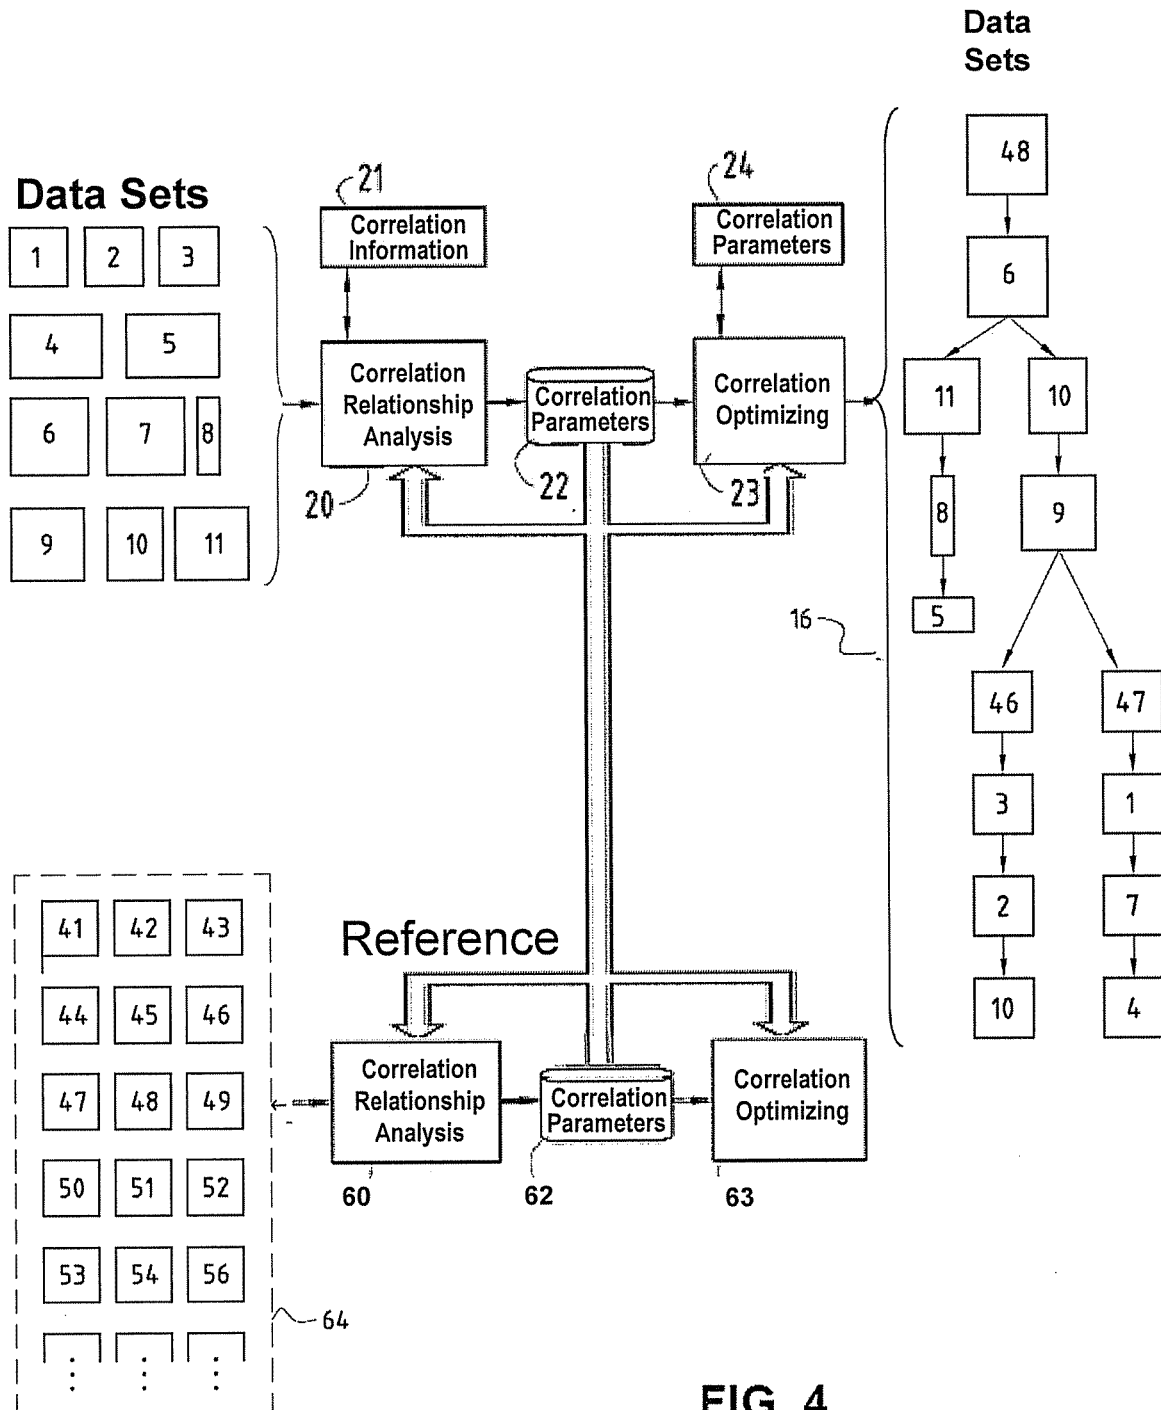 Data
Sets
48
6
11
10
8
9
5
46
47
3
1
2
7
10
4
16
Data Sets
1
2
3
4
5
6
7
8
9
10
11
21
Correlation
Information
24
Correlation
Parameters
Correlation
Relationship
Analysis
20
Correlation
Parameters
22
Correlation
Optimizing
23
Reference
41
42
43
44
45
46
47
48
49
50
51
52
53
54
56
64
Correlation
Relationship
Analysis
60
Correlation
Parameters
62
Correlation
Optimizing
63
FIG. 4